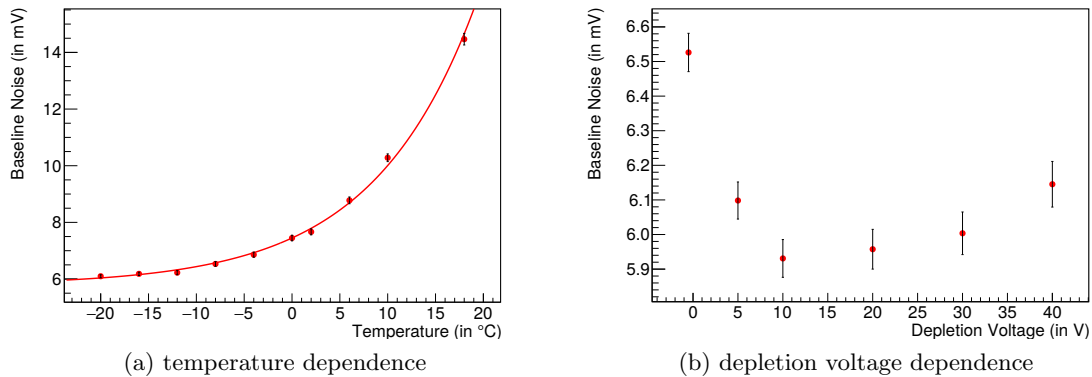 Baseline Noise (in mV)
14
12
10
8
6
−20 −15 −10 −5 0 5 10 15 20
Temperature (in °C)
(a) temperature dependence
Baseline Noise (in mV)
6.6
6.5
6.4
6.3
6.2
6.1
6.0
5.9
0 5 10 15 20 25 30 35 40
Depletion Voltage (in V)
(b) depletion voltage dependence